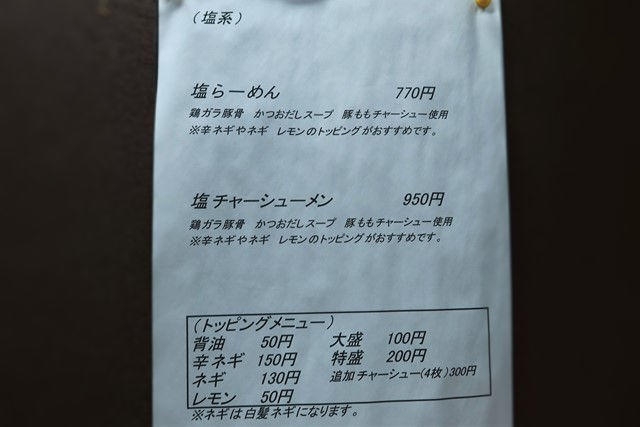 (塩系)
塩らーめん 770円
鶏ガラ豚骨 かつおだしスープ 豚ももチャーシュー使用
※辛ネギやネギ レモンのトッピングがおすすめです。
塩チャーシューメン 950円
鶏ガラ豚骨 かつおだしスープ 豚ももチャーシュー使用
※辛ネギやネギ レモンのトッピングがおすすめです。
(トッピングメニュー)
背油 50円 大盛 100円
辛ネギ 150円 特盛 200円
ネギ 130円 追加チャーシュー(4枚)300円
レモン 50円
※ネギは白髪ネギになります。